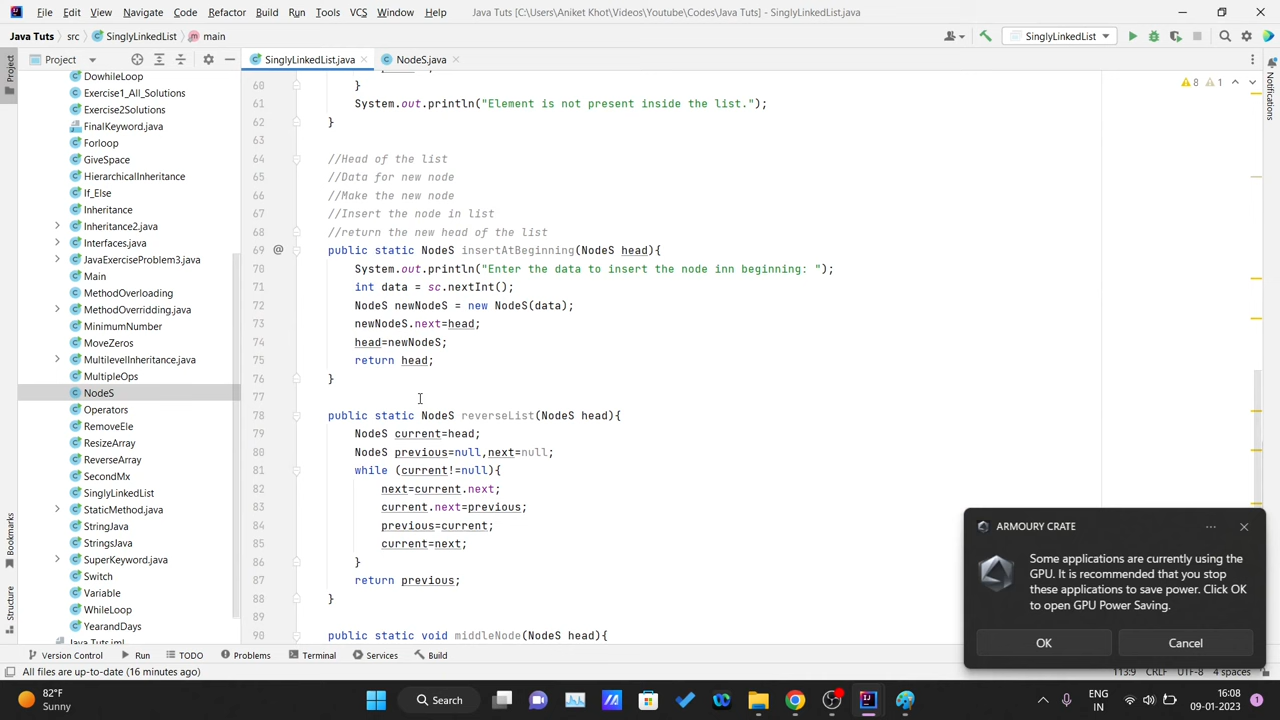 File Edit View Navigate Code Refactor Build Run Tools VCS Window Help Java Tuts [C:\Users\Aniket Khot\Videos\Youtube\Codes\Java Tuts] - SinglyLinkedList.java
Java Tuts src SinglyLinkedList main SinglyLinkedList
Project SinglyLinkedList.java NodeS.java
Project
Bookmarks
Structure
Notifications
8 1
DowhileLoop
Exercise1_All_Solutions
Exercise2Solutions
FinalKeyword.java
Forloop
GiveSpace
HierarchicalInheritance
If_Else
Inheritance
Inheritance2.java
Interfaces.java
JavaExerciseProblem3.java
Main
MethodOverloading
MethodOverridding.java
MinimumNumber
MoveZeros
MultilevelInheritance.java
MultipleOps
NodeS
Operators
RemoveEle
ResizeArray
ReverseArray
SecondMx
SinglyLinkedList
StaticMethod.java
StringJava
StringsJava
SuperKeyword.java
Switch
Variable
WhileLoop
YearandDays
Java Tuts.iml
60 }
61 System.out.println("Element is not present inside the list.");
62 }
63
64 //Head of the list
65 //Data for new node
66 //Make the new node
67 //Insert the node in list
68 //return the new head of the list
69 @ public static NodeS insertAtBeginning(NodeS head){
70 System.out.println("Enter the data to insert the node inn beginning: ");
71 int data = sc.nextInt();
72 NodeS newNodeS = new NodeS(data);
73 newNodeS.next=head;
74 head=newNodeS;
75 return head;
76 }
77
78 public static NodeS reverseList(NodeS head){
79 NodeS current=head;
80 NodeS previous=null,next=null;
81 while (current!=null){
82 next=current.next;
83 current.next=previous;
84 previous=current;
85 current=next;
86 }
87 return previous;
88 }
89
90 public static void middleNode(NodeS head){
ARMOURY CRATE
Some applications are currently using the
GPU. It is recommended that you stop
these applications to save power. Click OK
to open GPU Power Saving.
OK Cancel
Version Control Run TODO Problems Terminal Services Build
All files are up-to-date (16 minutes ago) 113:9 CRLF UTF-8 4 spaces
82°F
Sunny
Search
ENG
IN
16:08
09-01-2023
1